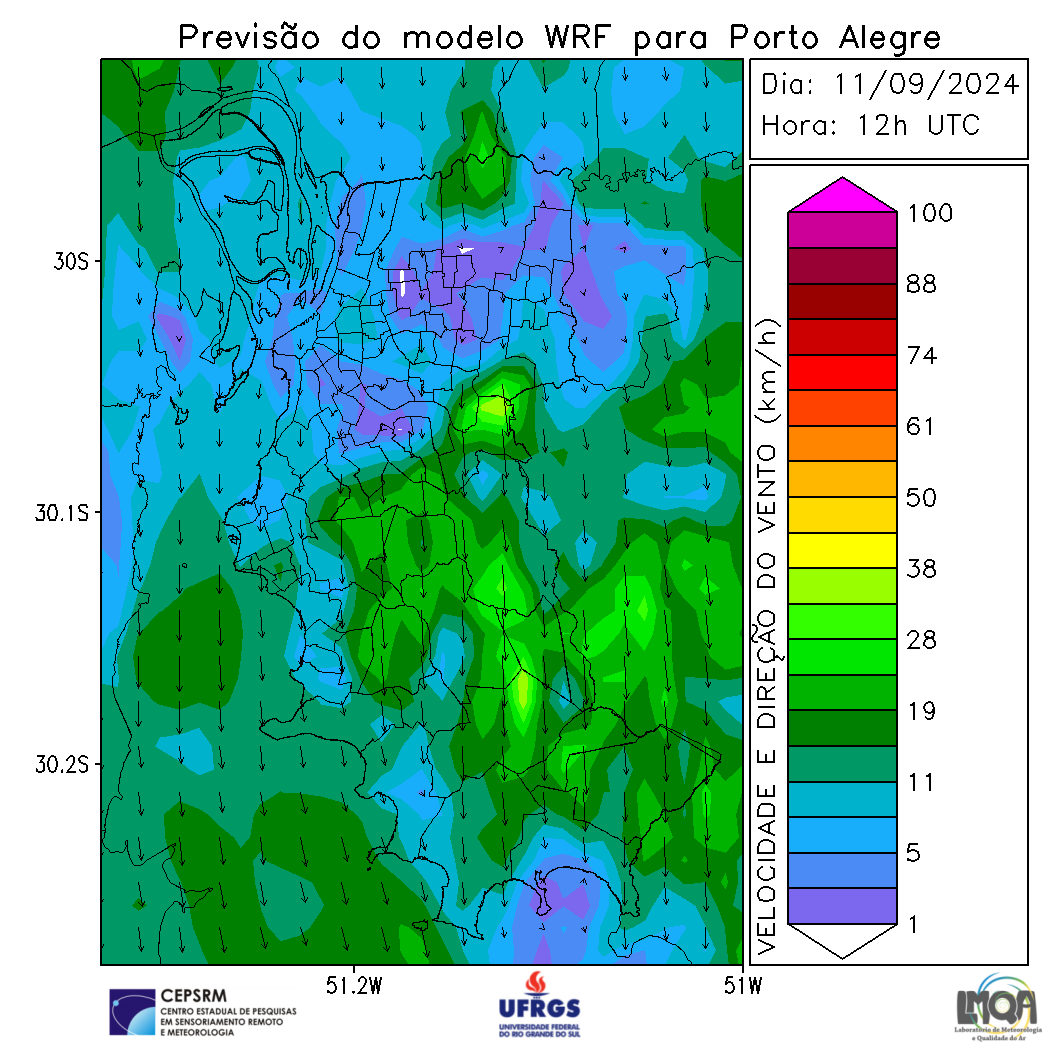 Previsão do modelo WRF para Porto Alegre
Dia: 11/09/2024
Hora: 12h UTC
30S
30.1S
30.2S
51.2W
51W
VELOCIDADE E DIREÇÃO DO VENTO (km/h)
100
88
74
61
50
38
28
19
11
5
1
CEPSRM
CENTRO ESTADUAL DE PESQUISAS
EM SENSORIAMENTO REMOTO
E METEOROLOGIA
UFRGS
UNIVERSIDADE FEDERAL
DO RIO GRANDE DO SUL
LMQA
Laboratório de Meteorologia
e Qualidade do Ar